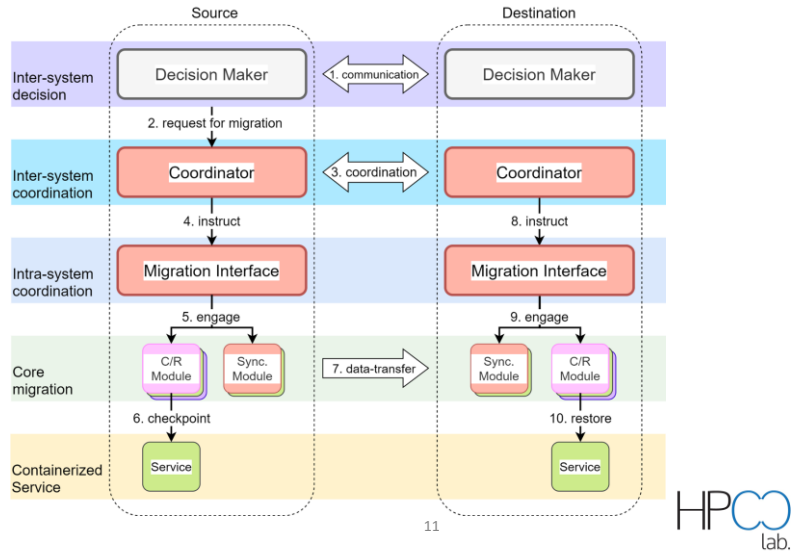 Source
Destination
Inter-system
decision
Decision Maker
1. communication
Decision Maker
2. request for migration
Inter-system
coordination
Coordinator
3. coordination
Coordinator
4. instruct
8. instruct
Intra-system
coordination
Migration Interface
Migration Interface
5. engage
9. engage
Core
migration
C/R
Module
Sync.
Module
7. data-transfer
Sync.
Module
C/R
Module
6. checkpoint
10. restore
Containerized
Service
Service
Service
11
HPCC
lab.